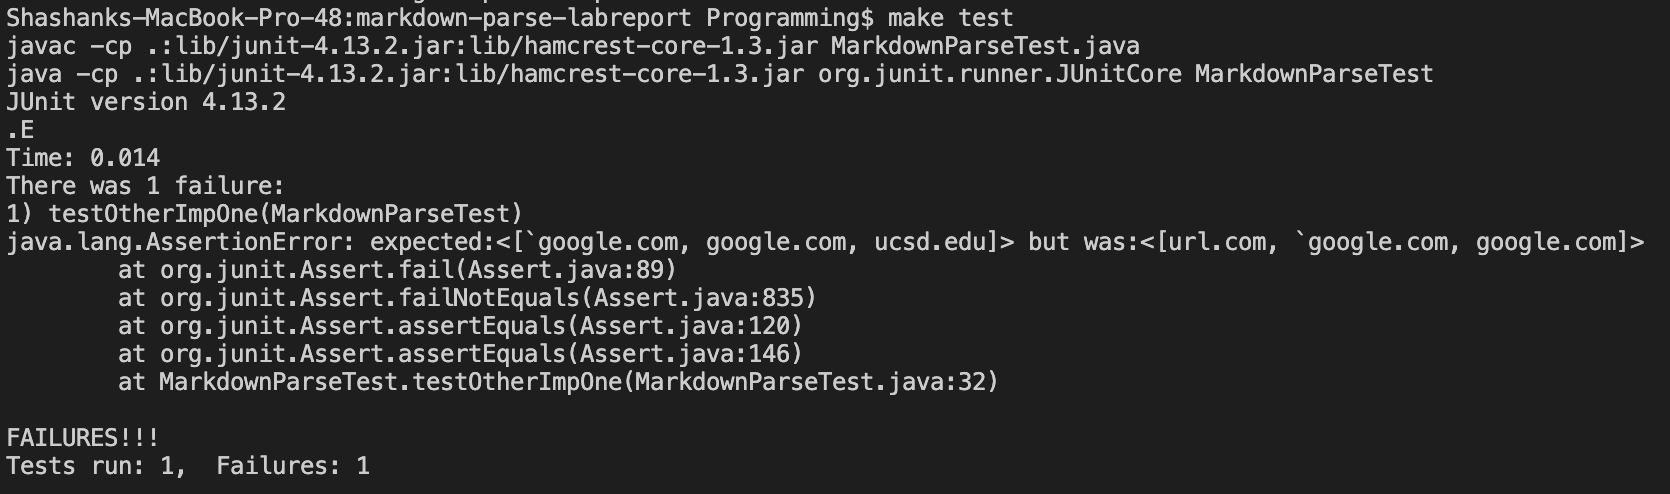 Shashanks-MacBook-Pro-48:markdown-parse-labreport Programming$ make test
javac -cp .:lib/junit-4.13.2.jar:lib/hamcrest-core-1.3.jar MarkdownParseTest.java
java -cp .:lib/junit-4.13.2.jar:lib/hamcrest-core-1.3.jar org.junit.runner.JUnitCore MarkdownParseTest
JUnit version 4.13.2
.E
Time: 0.014
There was 1 failure:
1) testOtherImpOne(MarkdownParseTest)
java.lang.AssertionError: expected:<[`google.com, google.com, ucsd.edu]> but was:<[url.com, `google.com, google.com]>
        at org.junit.Assert.fail(Assert.java:89)
        at org.junit.Assert.failNotEquals(Assert.java:835)
        at org.junit.Assert.assertEquals(Assert.java:120)
        at org.junit.Assert.assertEquals(Assert.java:146)
        at MarkdownParseTest.testOtherImpOne(MarkdownParseTest.java:32)
FAILURES!!!
Tests run: 1,  Failures: 1